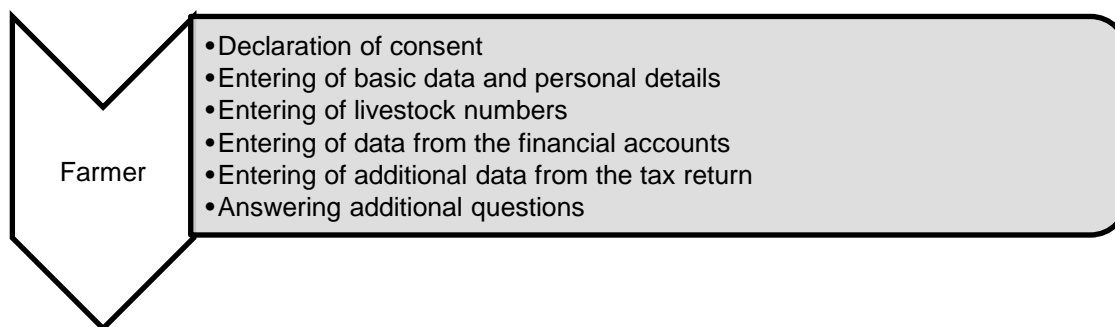 Farmer
•Declaration of consent
•Entering of basic data and personal details
•Entering of livestock numbers
•Entering of data from the financial accounts
•Entering of additional data from the tax return
•Answering additional questions